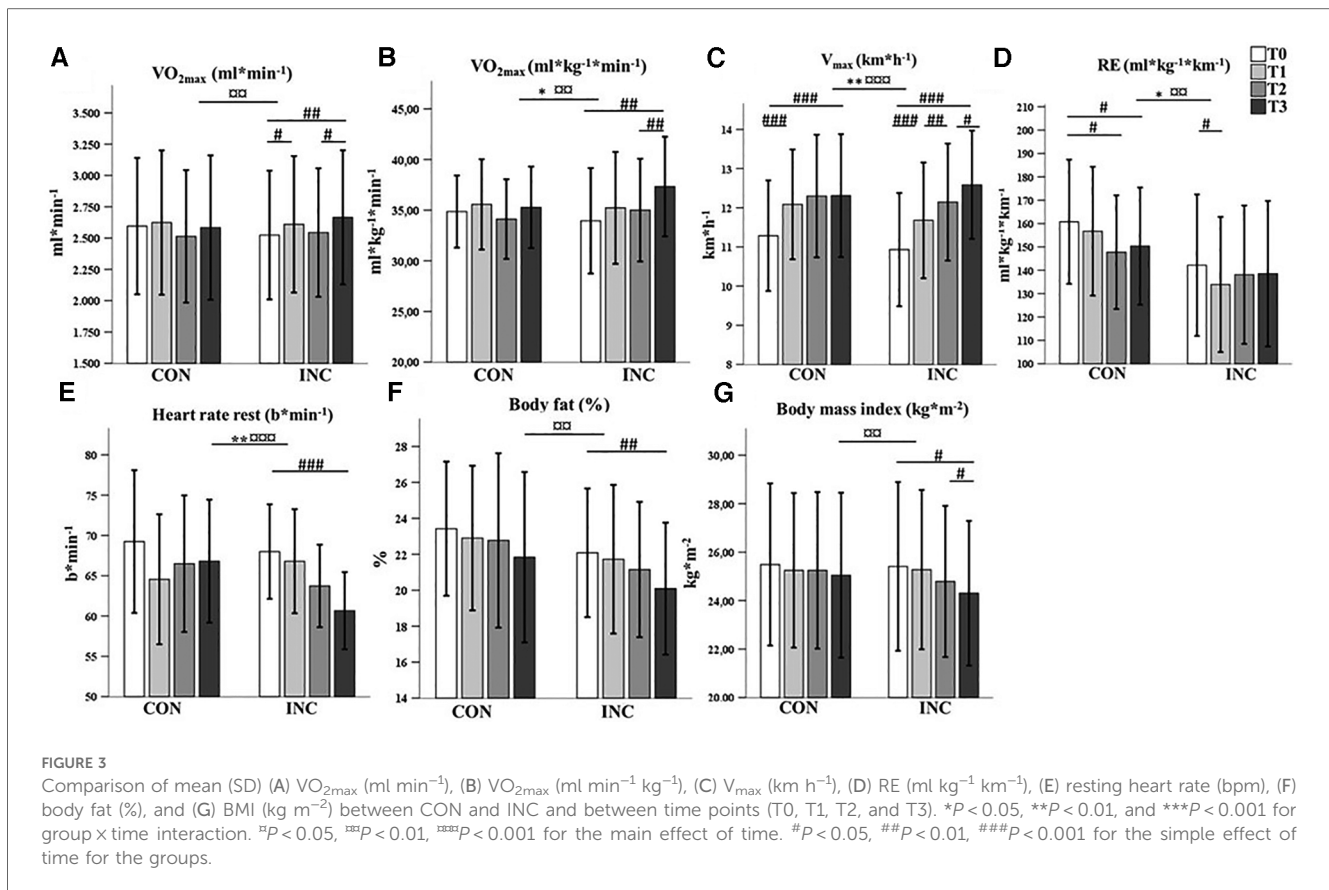 A
VO2max (ml*min-1)
¤¤
##
#
#
3.500
3.250
3.000
2.750
2.500
2.250
2.000
1.750
1.500
ml*min-1
CON
INC
B
VO2max (ml*kg-1*min-1)
* ¤¤
##
##
45,00
40,00
35,00
30,00
25,00
20,00
ml*kg-1*min-1
CON
INC
C
Vmax (km*h-1)
** ¤¤¤
###
###
###
###
##
#
14
13
12
11
10
9
8
km*h-1
CON
INC
D
RE (ml*kg-1*km-1)
T0
T1
T2
T3
* ¤¤
#
#
#
210
200
190
180
170
160
150
140
130
120
110
100
ml*kg-1*km-1
CON
INC
E
Heart rate rest (b*min-1)
** ¤¤¤
###
80
75
70
65
60
55
50
b*min-1
CON
INC
F
Body fat (%)
¤¤
##
28
26
24
22
20
18
16
14
%
CON
INC
G
Body mass index (kg*m-2)
¤¤
#
#
30,00
28,00
26,00
24,00
22,00
20.00
kg*m-2
CON
INC
FIGURE 3
Comparison of mean (SD) (A) VO2max (ml min−1), (B) VO2max (ml min−1 kg−1), (C) Vmax (km h−1), (D) RE (ml kg−1 km−1), (E) resting heart rate (bpm), (F)
body fat (%), and (G) BMI (kg m−2) between CON and INC and between time points (T0, T1, T2, and T3). *P < 0.05, **P < 0.01, and ***P < 0.001 for
group × time interaction. ¤P < 0.05, ¤¤P < 0.01, ¤¤¤P < 0.001 for the main effect of time. #P < 0.05, ##P < 0.01, ###P < 0.001 for the simple effect of
time for the groups.